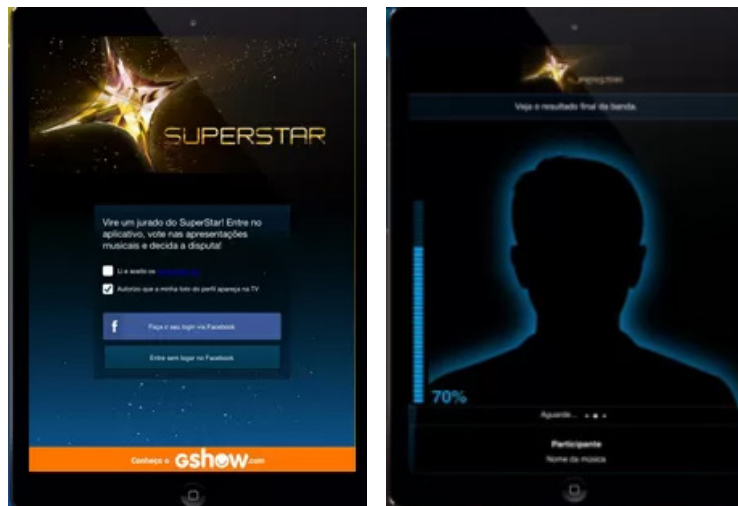 SUPERSTAR
Vire um jurado do SuperStar! Entre no
aplicativo, vote nas apresentações
musicais e decida a disputa!
Li e aceito os
Autorizo que a minha foto do perfil apareça na TV
f
Faça o seu login via Facebook
Entre sem logar no Facebook
Conheça o Gshow.com
SUPERSTAR
Veja o resultado final da banda.
70%
Aguarde...
Participante
Nome da música